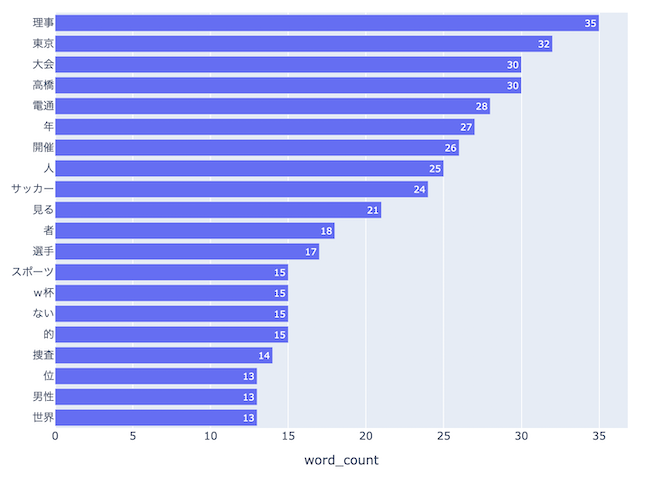 理事 35
東京 32
大会 30
高橋 30
電通 28
年 27
開催 26
人 25
サッカー 24
見る 21
者 18
選手 17
スポーツ 15
w杯 15
ない 15
的 15
捜査 14
位 13
男性 13
世界 13
0 5 10 15 20 25 30 35
word_count